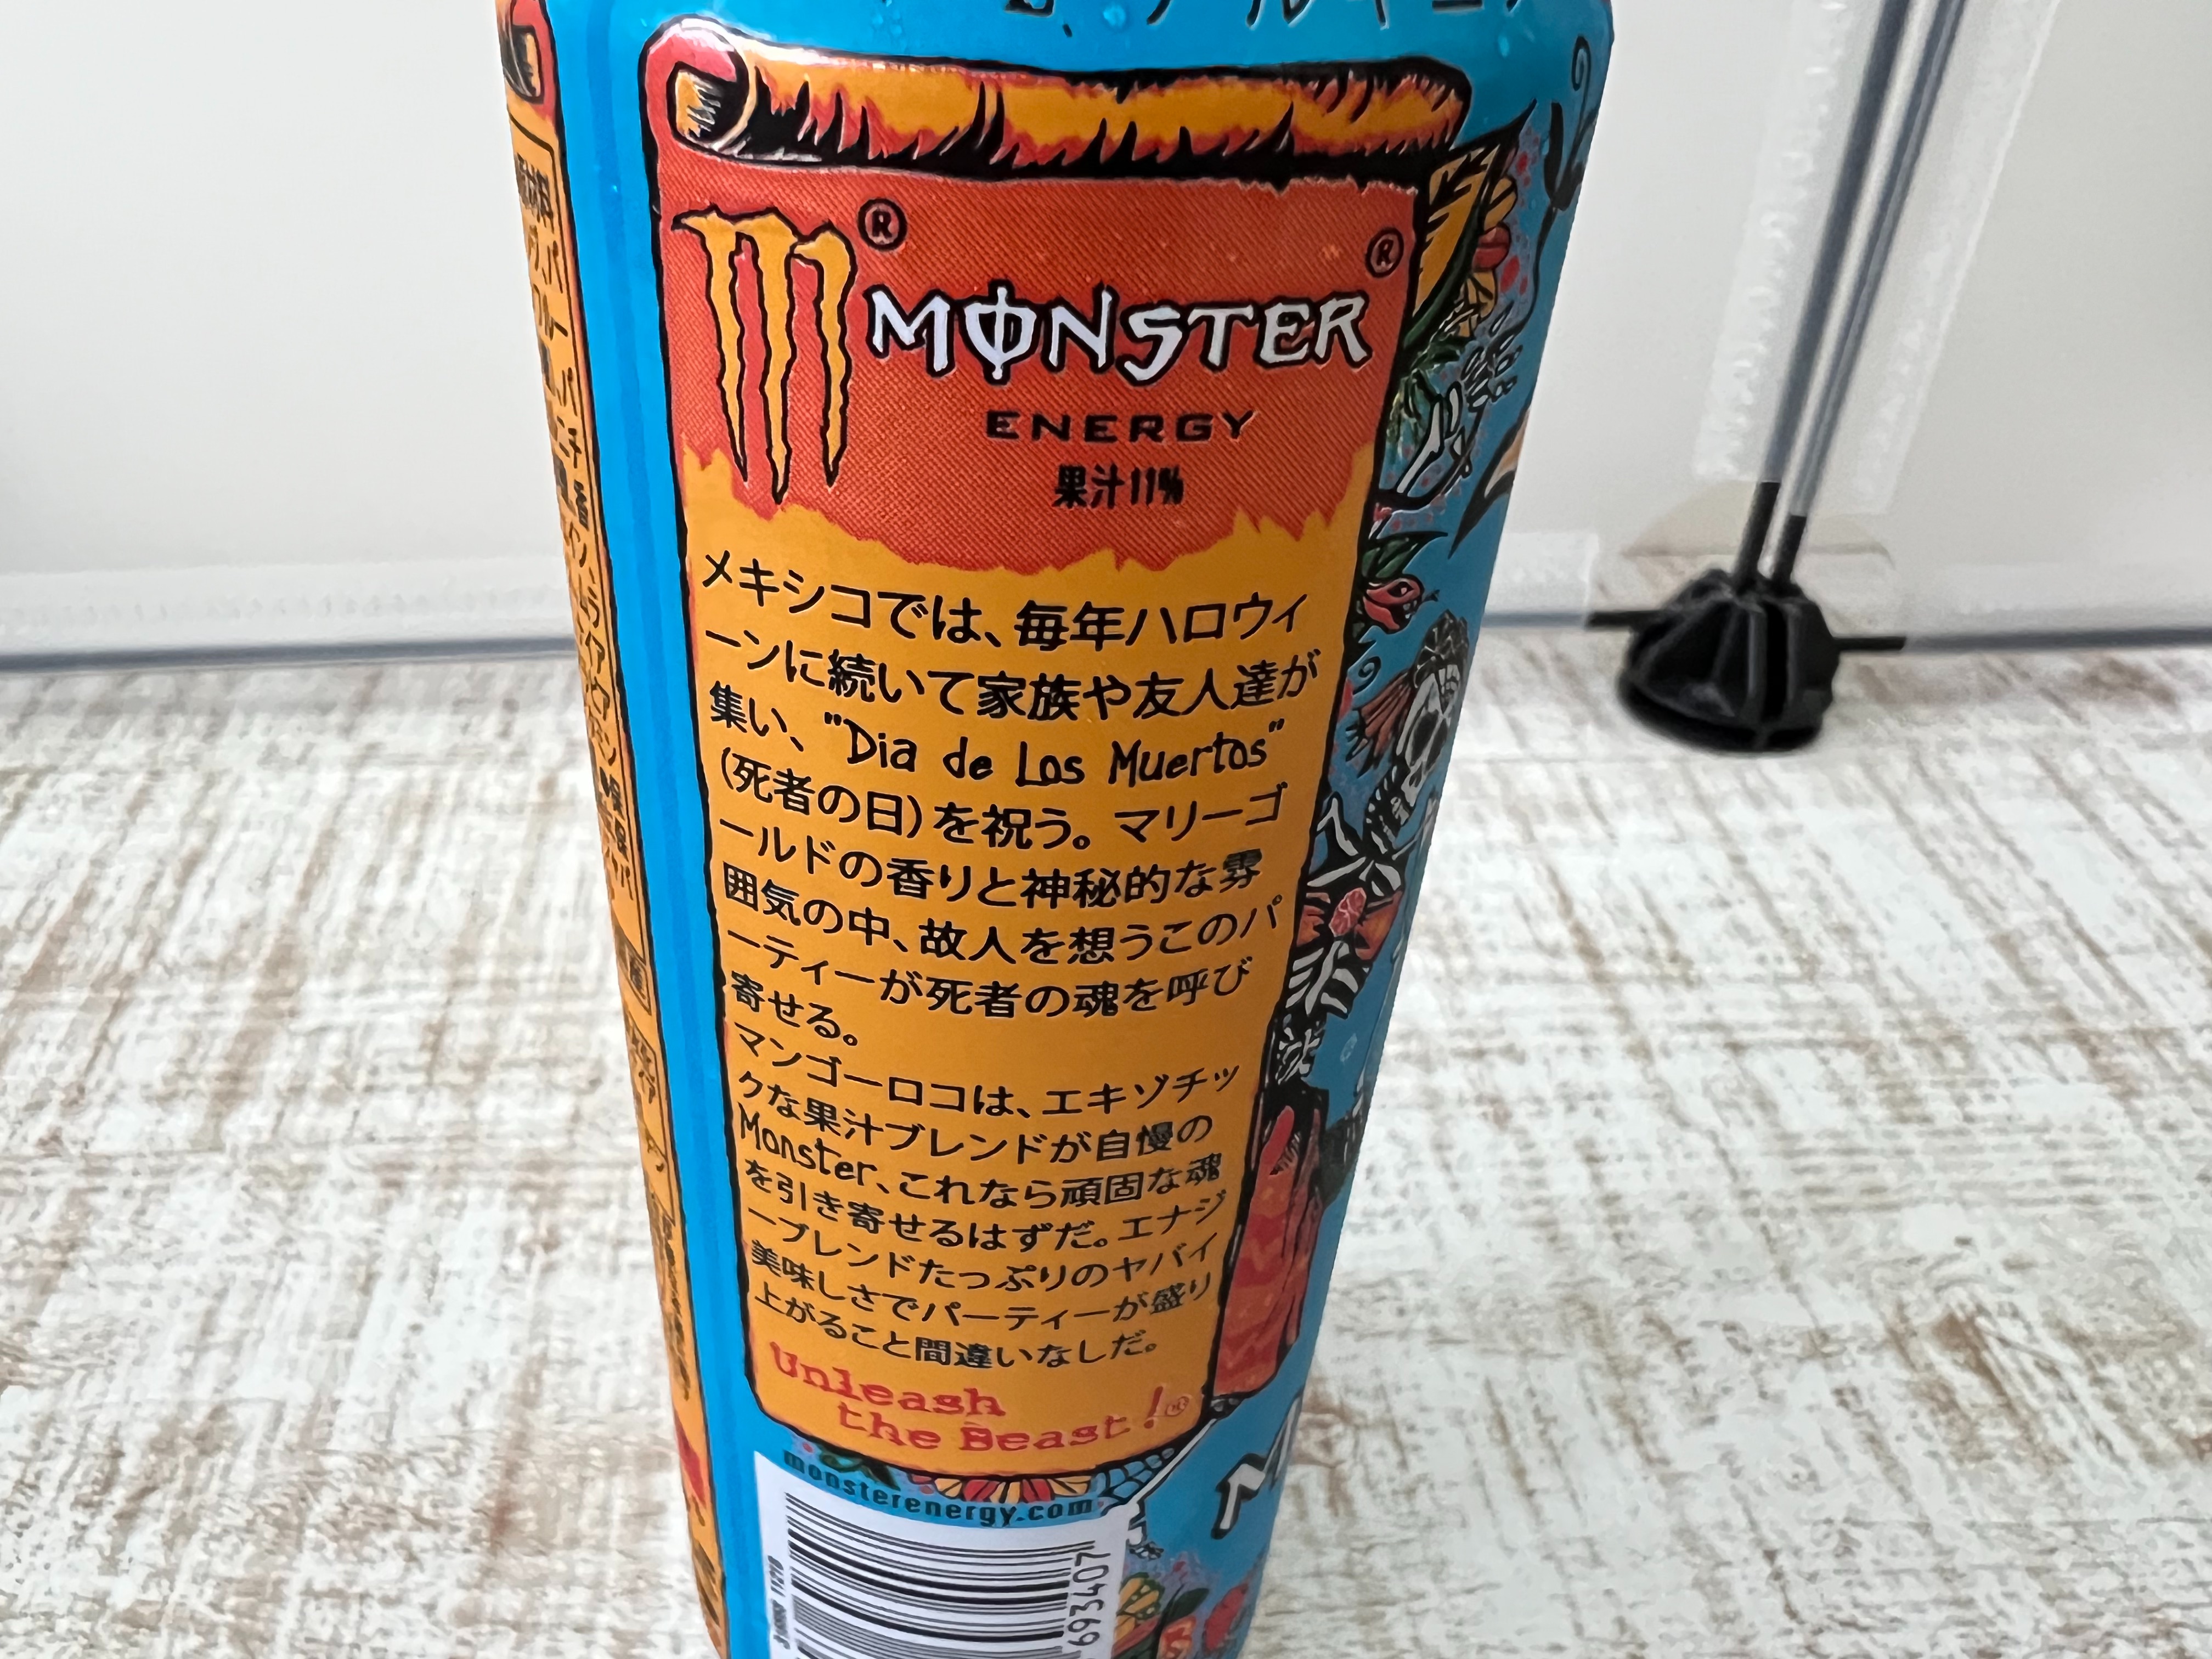 ®
MONSTER®
ENERGY
果汁11%
メキシコでは、毎年ハロウィ
ーンに続いて家族や友人達が
集い、"Dia de Los Muertos"
(死者の日)を祝う。マリーゴ
ールドの香りと神秘的な雰
囲気の中、故人を想うこのパ
ーティーが死者の魂を呼び
寄せる。
マンゴーロコは、エキゾチッ
クな果汁ブレンドが自慢の
Monster、これなら頑固な魂
を引き寄せるはずだ。エナジ
ーブレンドたっぷりのヤバイ
美味しさでパーティーが盛り
上がること間違いなしだ。
Unleash
the Beast!®
monsterenergy.com
693407